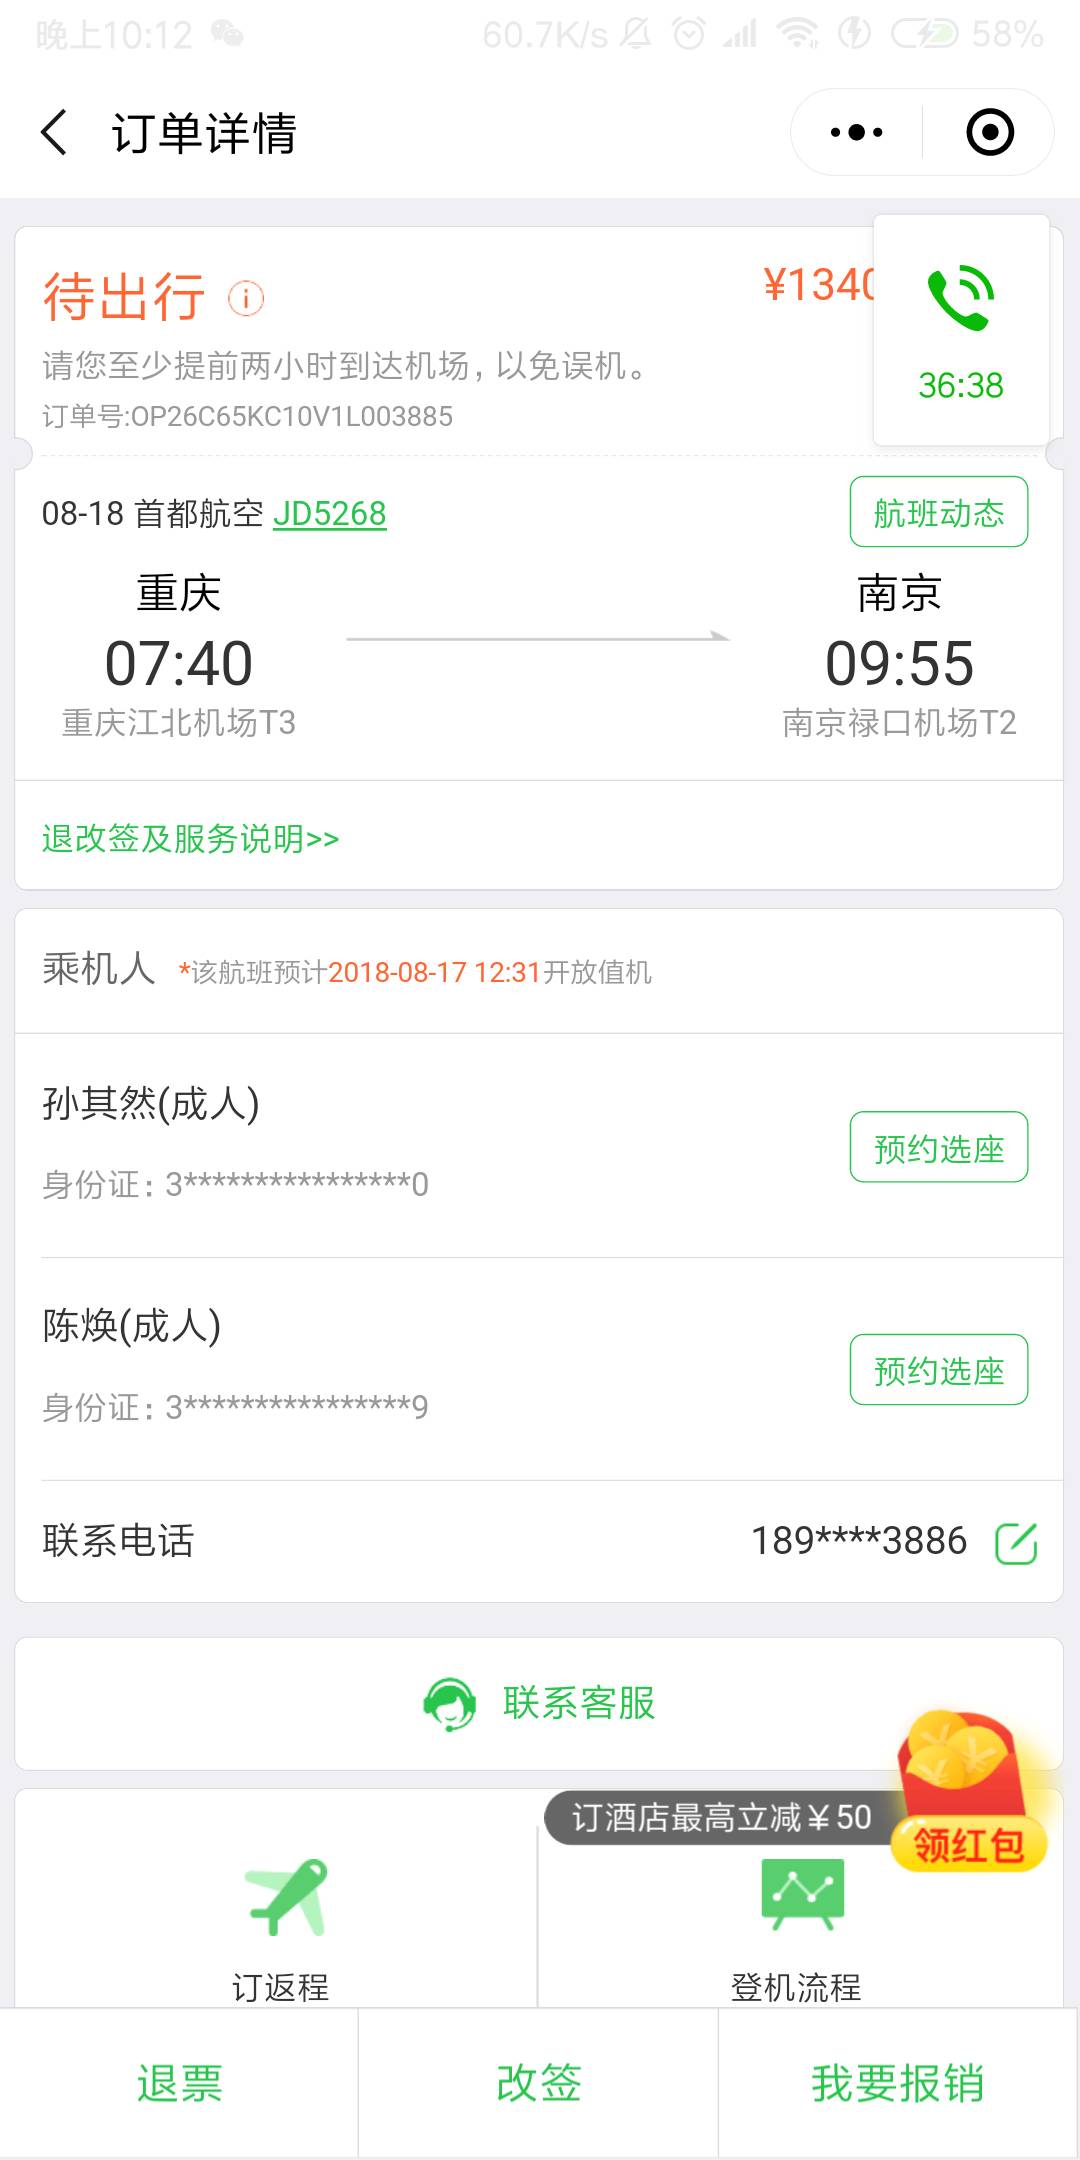 晚上10:12 60.7K/s 58%
订单详情
待出行 ¥1340
36:38
请您至少提前两小时到达机场，以免误机。
订单号:OP26C65KC10V1L003885
08-18 首都航空 JD5268 航班动态
重庆 南京
07:40 09:55
重庆江北机场T3 南京禄口机场T2
退改签及服务说明>>
乘机人 *该航班预计2018-08-17 12:31开放值机
孙其然(成人)
预约选座
身份证：3****************0
陈焕(成人)
预约选座
身份证：3****************9
联系电话 189****3886
联系客服
订酒店最高立减￥50
领红包
订返程 登机流程
退票 改签 我要报销